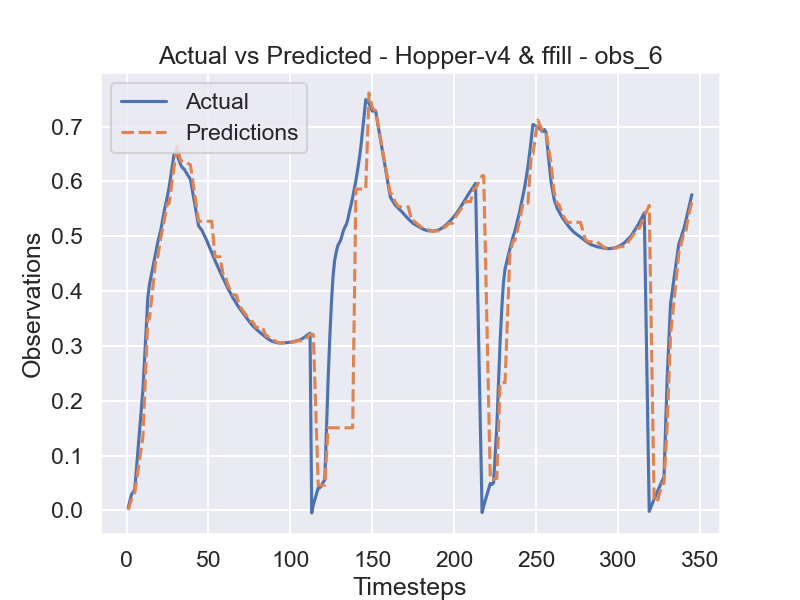 Actual vs Predicted - Hopper-v4 & ffill - obs_6
Actual
Predictions
Observations
0.7
0.6
0.5
0.4
0.3
0.2
0.1
0.0
0 50 100 150 200 250 300 350
Timesteps